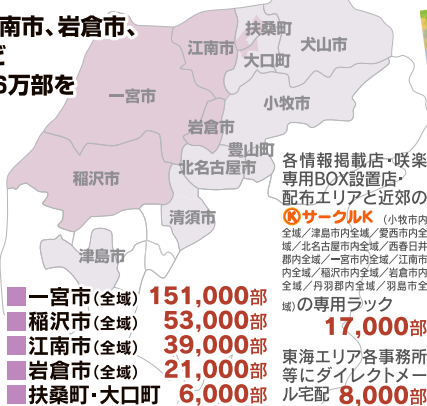 南市、岩倉市、
6万部を
扶桑町
江南市
犬山市
大口町
一宮市
小牧市
岩倉市
豊山町
稲沢市
北名古屋市
清須市
津島市
各情報掲載店・咲楽
専用BOX設置店・
配布エリアと近郊の
ⓀサークルK（小牧市内
全域／津島市内全域／愛西市内全
域／北名古屋市内全域／西春日井
郡内全域／一宮市内全域／江南市
内全域／稲沢市内全域／岩倉市内
全域／丹羽郡内全域／羽島市全
域）の専用ラック
17,000部
東海エリア各事務所
等にダイレクトメー
ル宅配 8,000部
一宮市（全域） 151,000部
稲沢市（全域） 53,000部
江南市（全域） 39,000部
岩倉市（全域） 21,000部
扶桑町・大口町 6,000部